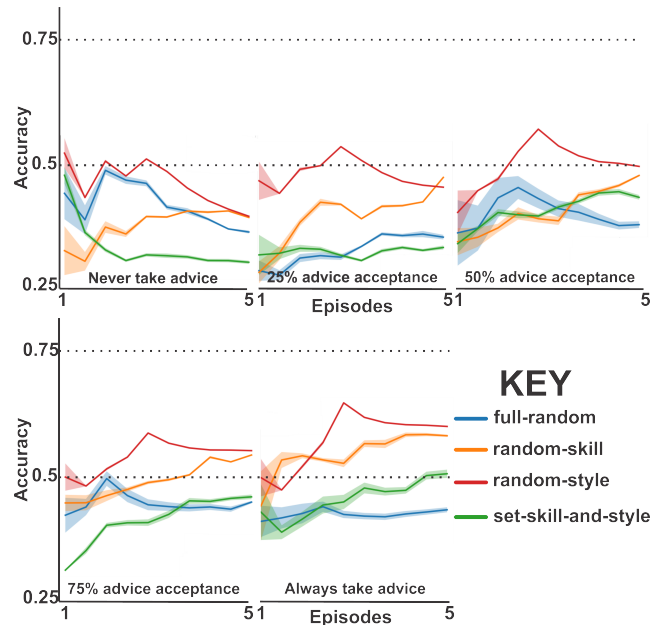 0.75
0.5
0.25
Accuracy
Never take advice
25% advice acceptance
50% advice acceptance
1 5 1 5 1 5
Episodes
0.75
0.5
0.25
Accuracy
75% advice acceptance
Always take advice
1 5 1 5
Episodes
KEY
full-random
random-skill
random-style
set-skill-and-style